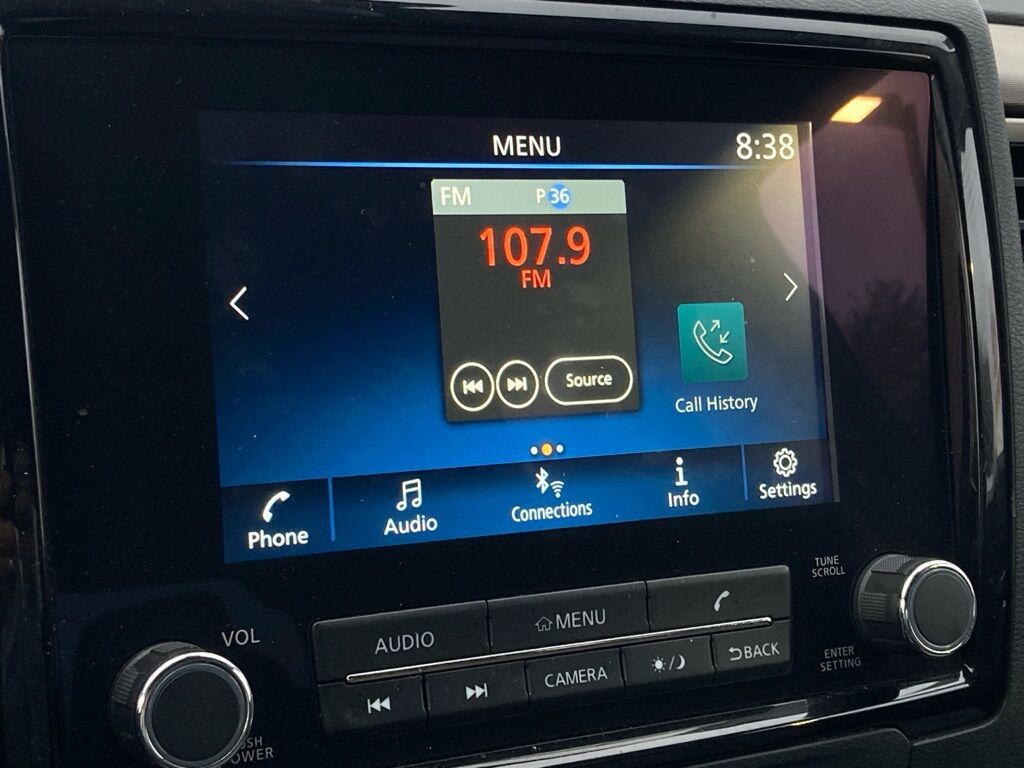 MENU
8:38
FM P 36
107.9
FM
Source
Call History
Phone
Audio
Connections
Info
Settings
VOL
AUDIO
MENU
CAMERA
BACK
TUNE
SCROLL
ENTER
SETTING